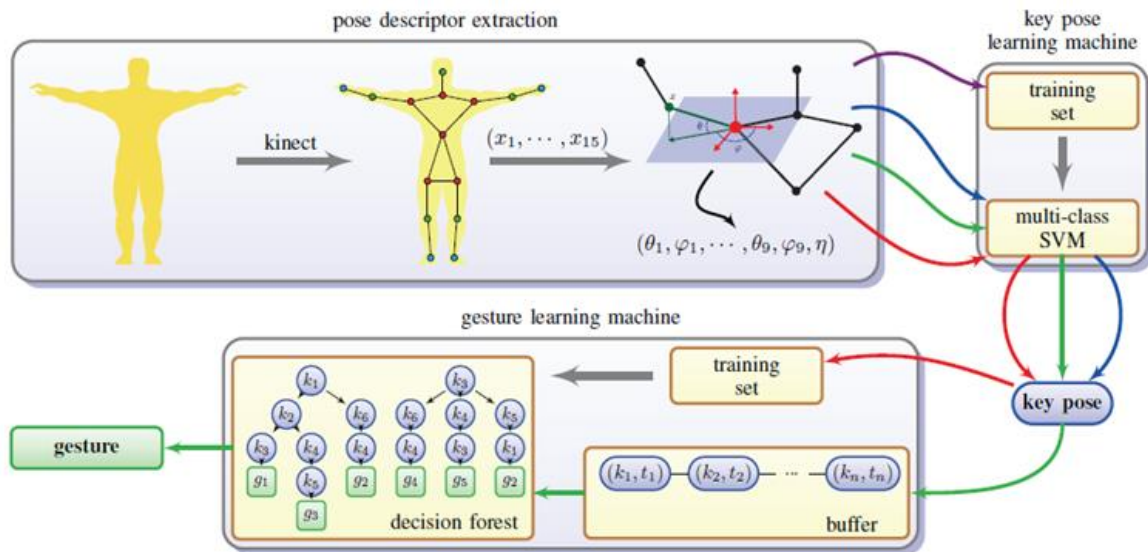 pose descriptor extraction
key pose
learning machine
kinect
(x₁, ⋯ , x₁₅)
z
θ
φ
(θ₁, φ₁, ⋯ , θ₉, φ₉, η)
training
set
multi-class
SVM
gesture learning machine
training
set
key pose
gesture
k₁
k₃
k₂
k₆
k₆
k₄
k₅
k₃
k₄
k₄
k₄
k₃
k₁
g₁
k₅
g₂
g₄
g₅
g₂
g₃
decision forest
(k₁, t₁)
(k₂, t₂)
...
(kₙ, tₙ)
buffer